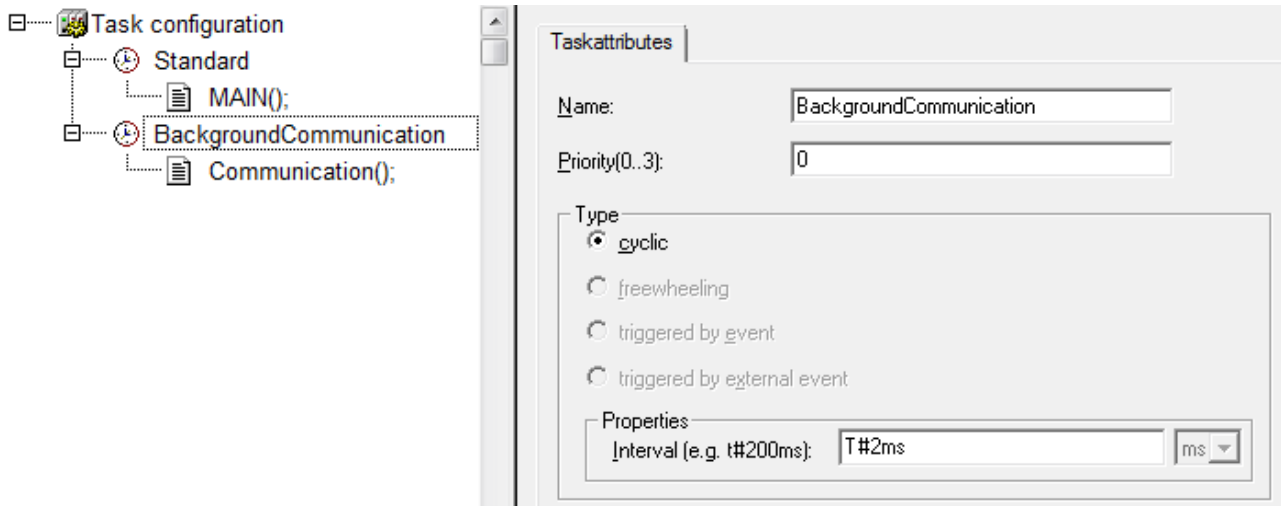 Task configuration
Standard
MAIN();
BackgroundCommunication
Communication();
Taskattributes
Name: BackgroundCommunication
Priority(0..3): 0
Type
cyclic
freewheeling
triggered by event
triggered by external event
Properties
Interval (e.g. t#200ms): T#2ms ms